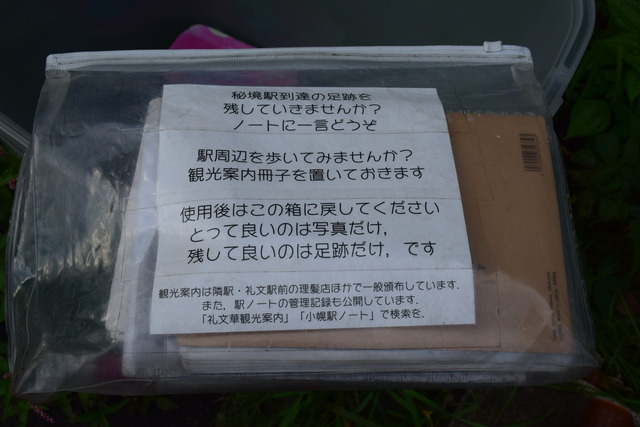 秘境駅到達の足跡を
残していきませんか？
ノートに一言どうぞ
駅周辺を歩いてみませんか？
観光案内冊子を置いておきます
使用後はこの箱に戻してください
とって良いのは写真だけ，
残して良いのは足跡だけ，です
観光案内は隣駅・礼文駅前の理髪店ほかで一般頒布しています．
また，駅ノートの管理記録も公開しています．
「礼文華観光案内」「小幌駅ノート」で検索を．